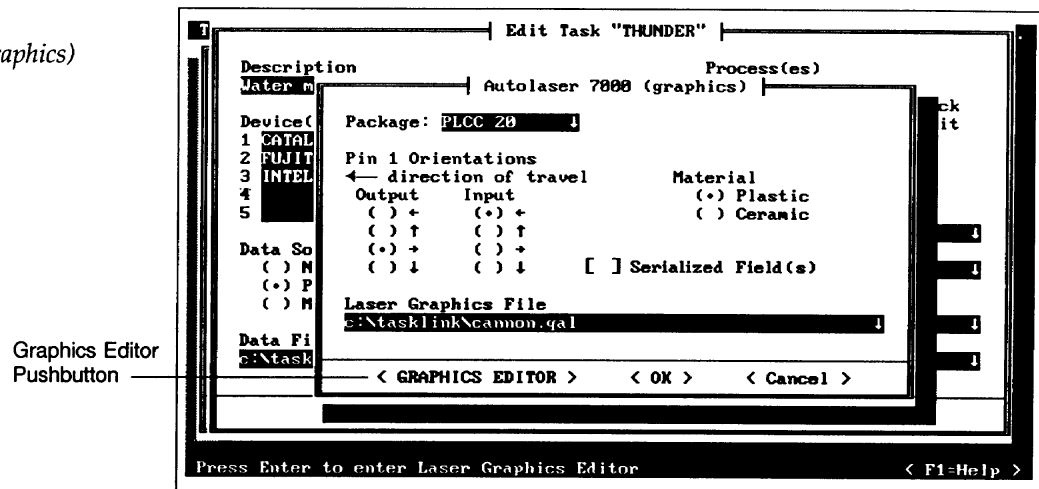 aphics)
T
Edit Task "THUNDER"
Description
Process(es)
Water m
Autolaser 7000 (graphics)
ck
it
Device(
1 CATAL
2 FUJIT
3 INTEL
4
5
Package: PLCC 20 ↓
Pin 1 Orientations
← direction of travel
Material
Output Input
(•) Plastic
( ) Ceramic
( ) ← (•) ←
( ) ↑ ( ) ↑
(•) → ( ) →
( ) ↓ ( ) ↓
[ ] Serialized Field(s)
Data So
( ) N
(•) P
( ) M
Laser Graphics File
c:\tasklink\cannon.qal ↓
Data Fi
c:\task
Graphics Editor
Pushbutton
< GRAPHICS EDITOR > < OK > < Cancel >
Press Enter to enter Laser Graphics Editor < F1=Help >